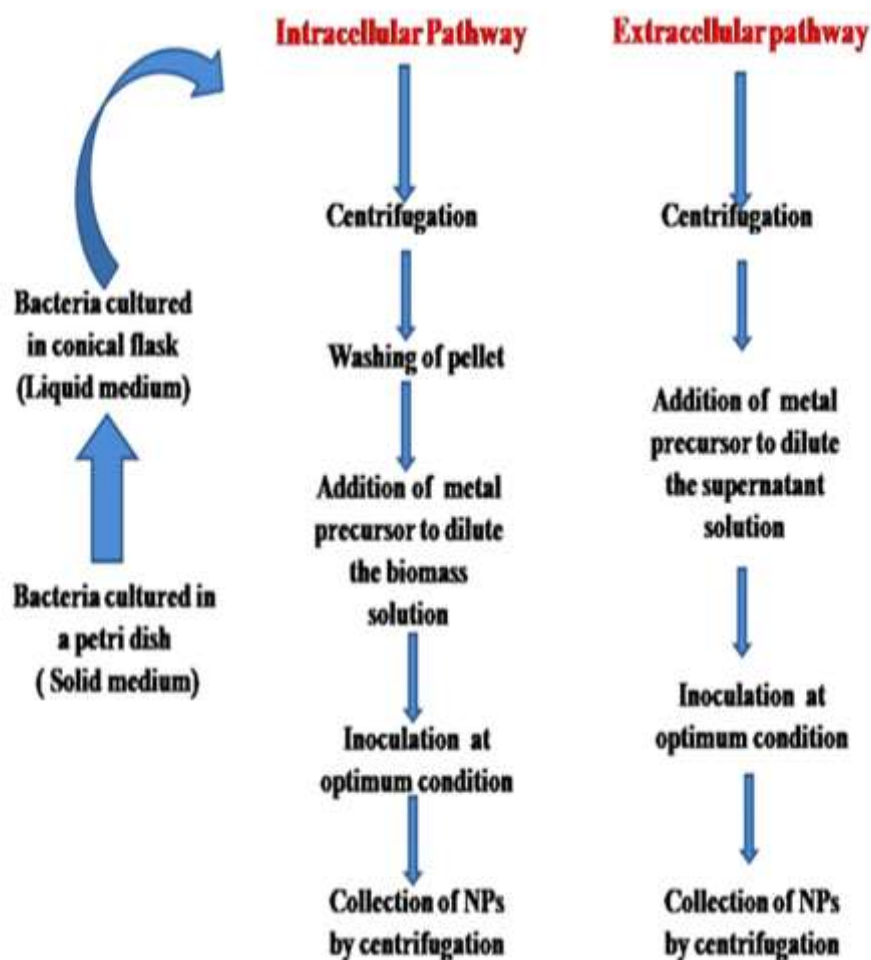 Intracellular Pathway
Extracellular pathway
Bacteria cultured
in conical flask
(Liquid medium)
Bacteria cultured in
a petri dish
( Solid medium)
Centrifugation
Washing of pellet
Addition of metal
precursor to dilute
the biomass
solution
Inoculation at
optimum condition
Collection of NPs
by centrifugation
Centrifugation
Addition of metal
precursor to dilute
the supernatant
solution
Inoculation at
optimum condition
Collection of NPs
by centrifugation